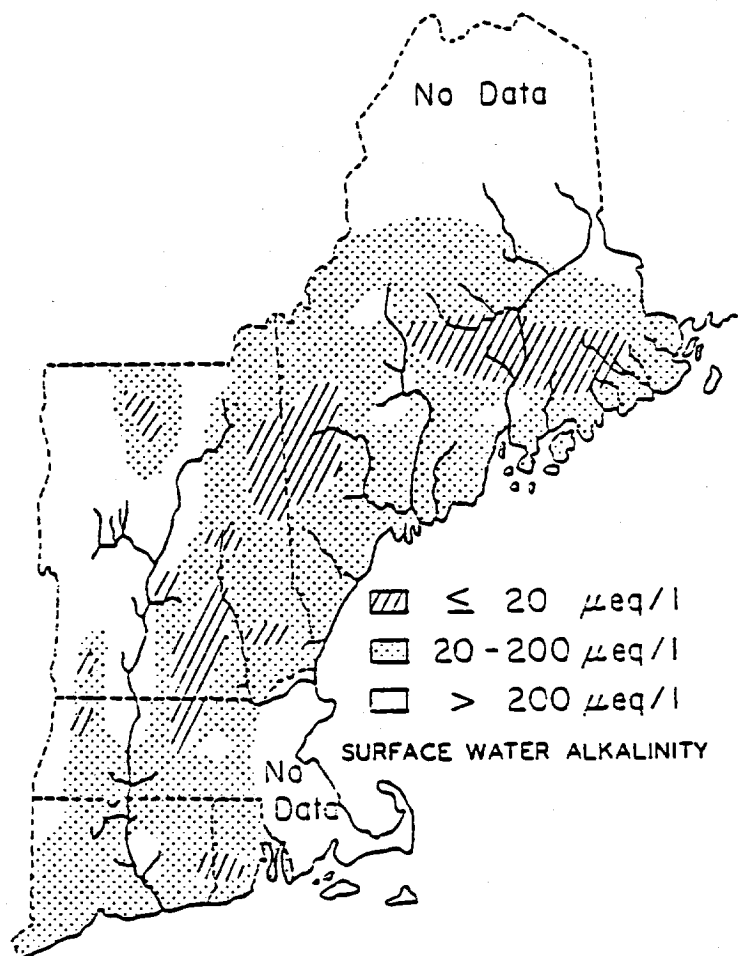 No Data
≤ 20 μeq/l
20-200 μeq/l
> 200 μeq/l
SURFACE WATER ALKALINITY
No
Data